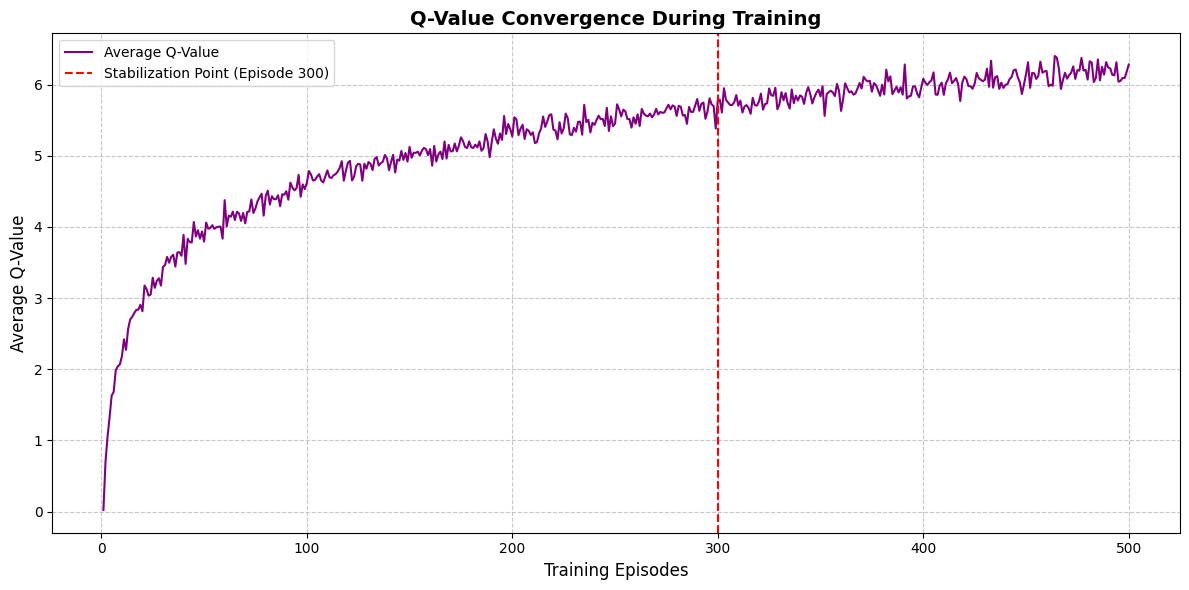 Q-Value Convergence During Training
Average Q-Value
Stabilization Point (Episode 300)
Average Q-Value
6
5
4
3
2
1
0
0 100 200 300 400 500
Training Episodes